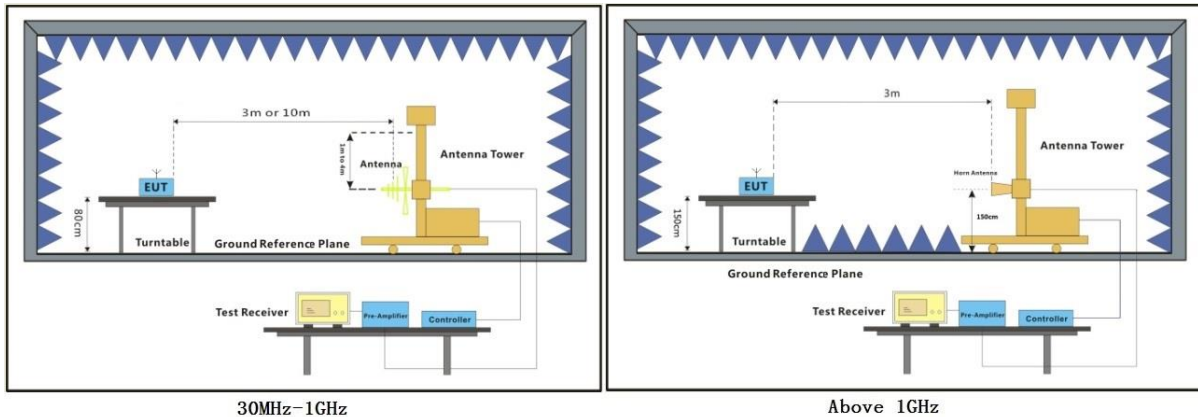 3m or 10m
1m to 4m
Antenna
Antenna Tower
EUT
80cm
Turntable
Ground Reference Plane
Test Receiver
Pre-Amplifier
Controller
30MHz-1GHz
3m
Antenna Tower
Horn Antenna
EUT
150cm
150cm
Turntable
Ground Reference Plane
Test Receiver
Pre-Amplifier
Controller
Above 1GHz